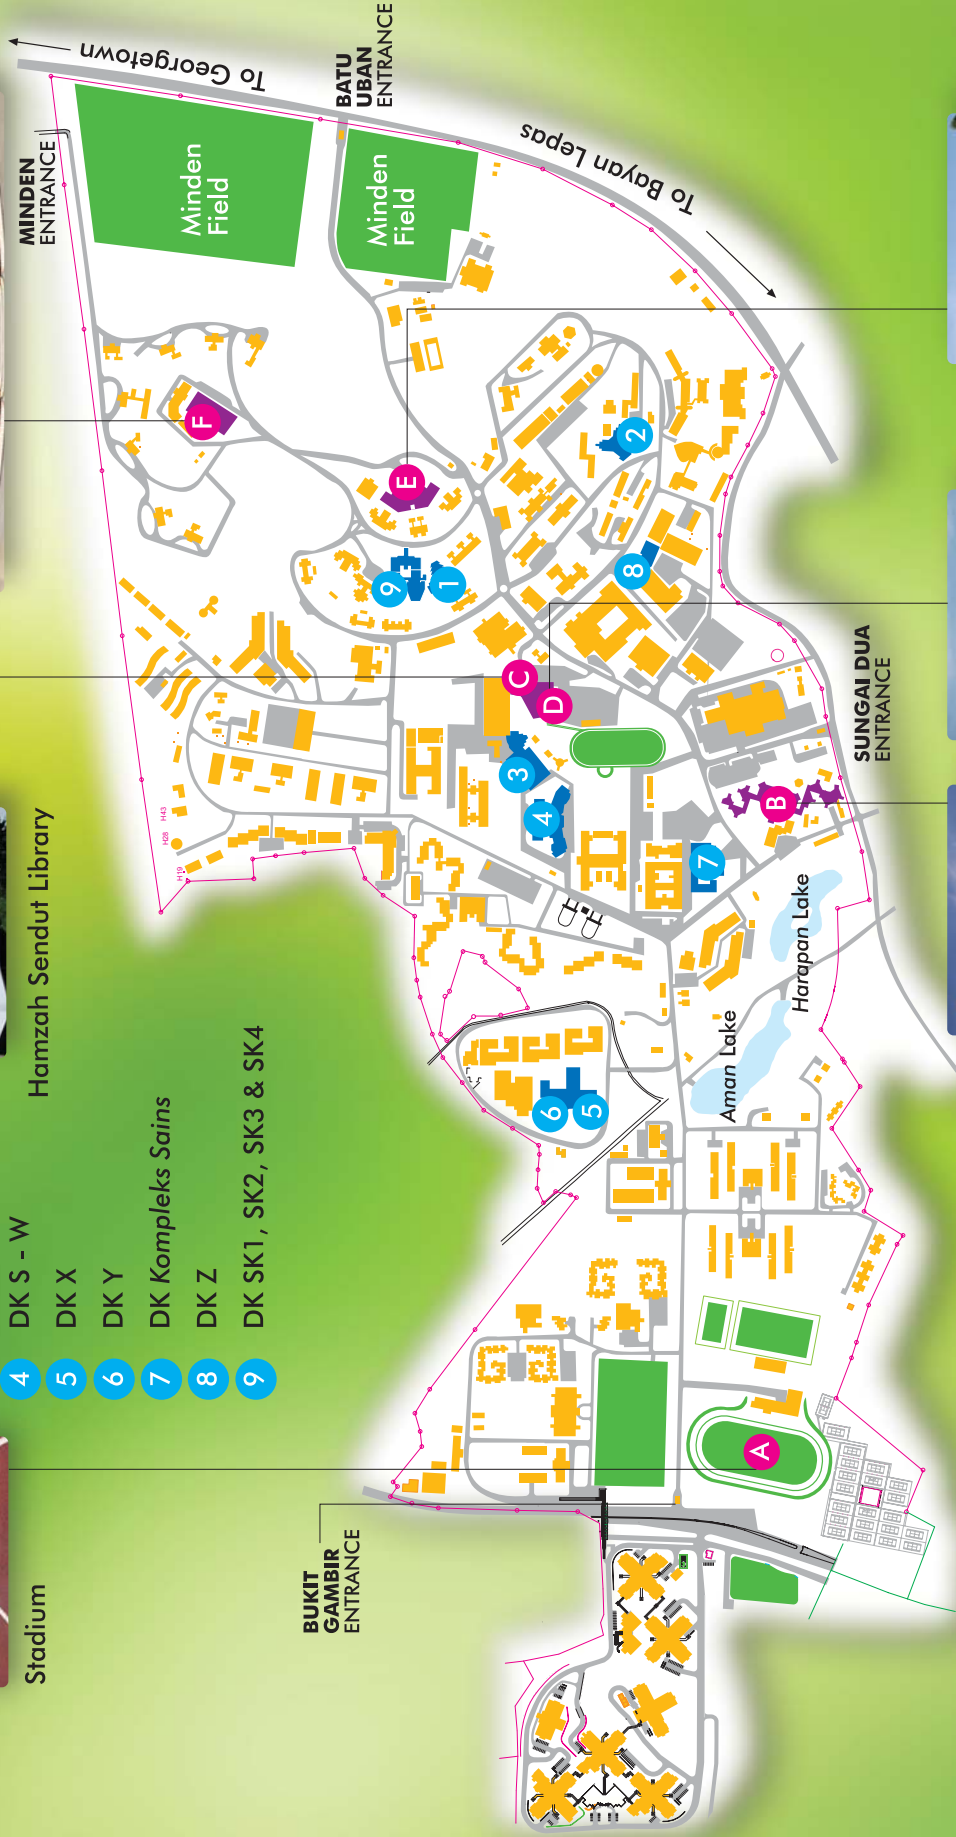 Stadium
Hamzah Sendut Library
4 DK S - W
5 DK X
6 DK Y
7 DK Kompleks Sains
8 DK Z
9 DK SK1, SK2, SK3 & SK4
BUKIT
GAMBIR
ENTRANCE
MINDEN
ENTRANCE
BATU
UBAN
ENTRANCE
SUNGAI DUA
ENTRANCE
To Georgetown
To Bayan Lepas
Minden
Field
Minden
Field
Aman Lake
Harapan Lake
H19
H28
H43
A
B
C
D
E
F
1
2
3
4
5
6
7
8
9